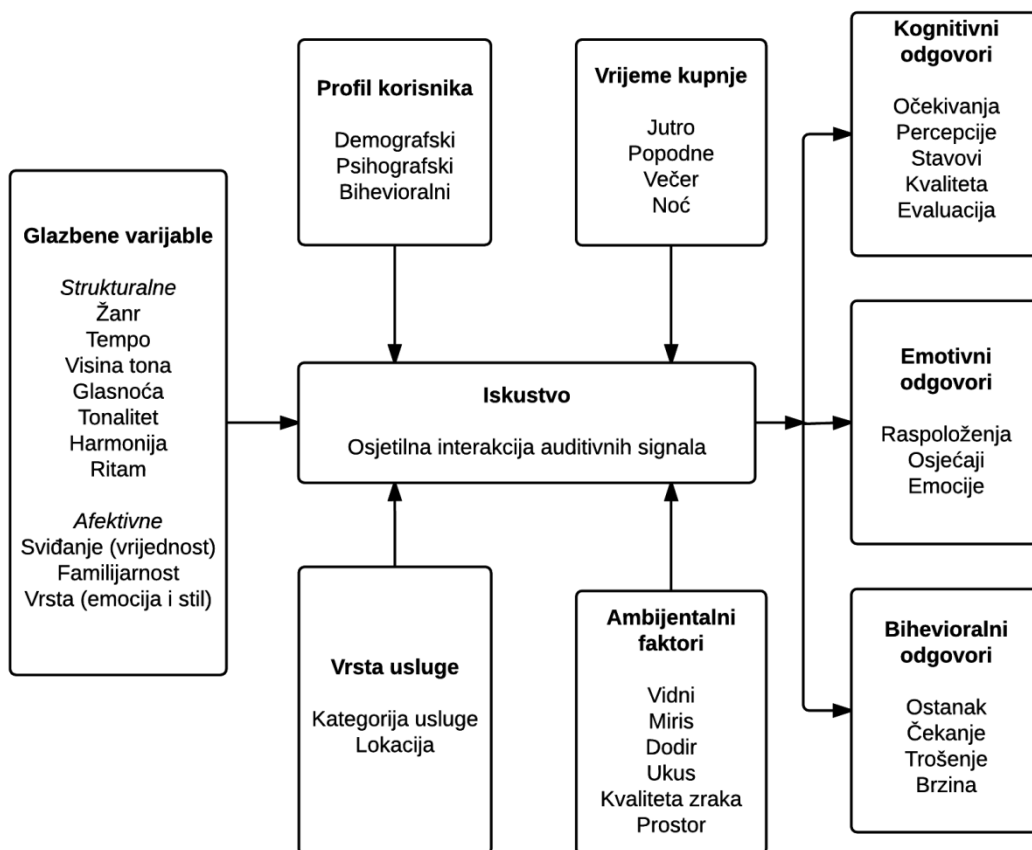 Glazbene varijable
Strukturalne
Žanr
Tempo
Visina tona
Glasnoća
Tonalitet
Harmonija
Ritam
Afektivne
Sviđanje (vrijednost)
Familijarnost
Vrsta (emocija i stil)
Profil korisnika
Demografski
Psihografski
Bihevioralni
Vrijeme kupnje
Jutro
Popodne
Večer
Noć
Iskustvo
Osjetilna interakcija auditivnih signala
Vrsta usluge
Kategorija usluge
Lokacija
Ambijentalni
faktori
Vidni
Miris
Dodir
Ukus
Kvaliteta zraka
Prostor
Kognitivni
odgovori
Očekivanja
Percepcije
Stavovi
Kvaliteta
Evaluacija
Emotivni
odgovori
Raspoloženja
Osjećaji
Emocije
Bihevioralni
odgovori
Ostanak
Čekanje
Trošenje
Brzina